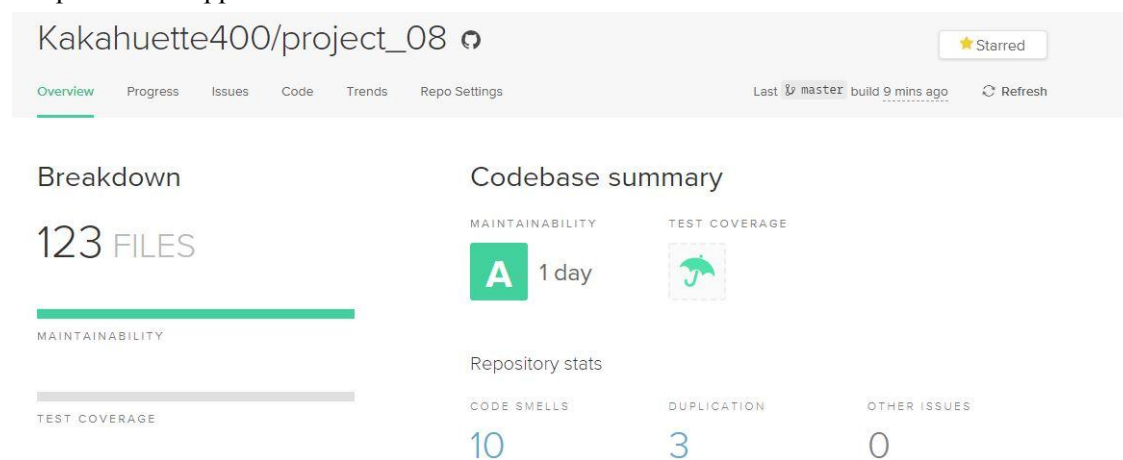 Kakahuette400/project_08
Starred
Overview Progress Issues Code Trends Repo Settings
Last master build 9 mins ago Refresh
Breakdown
Codebase summary
123 FILES
MAINTAINABILITY TEST COVERAGE
A 1 day
MAINTAINABILITY
Repository stats
TEST COVERAGE
CODE SMELLS DUPLICATION OTHER ISSUES
10 3 0